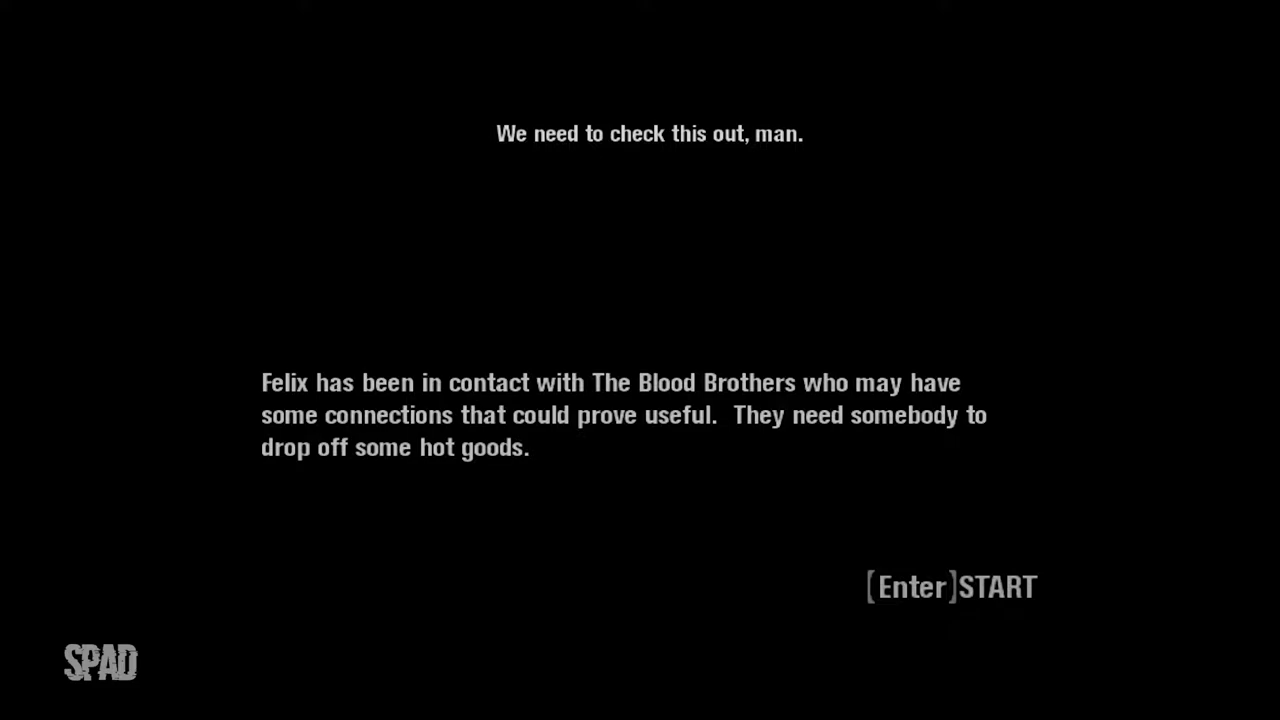 We need to check this out, man.
Felix has been in contact with The Blood Brothers who may have
some connections that could prove useful.  They need somebody to
drop off some hot goods.
[Enter]START
SPAD